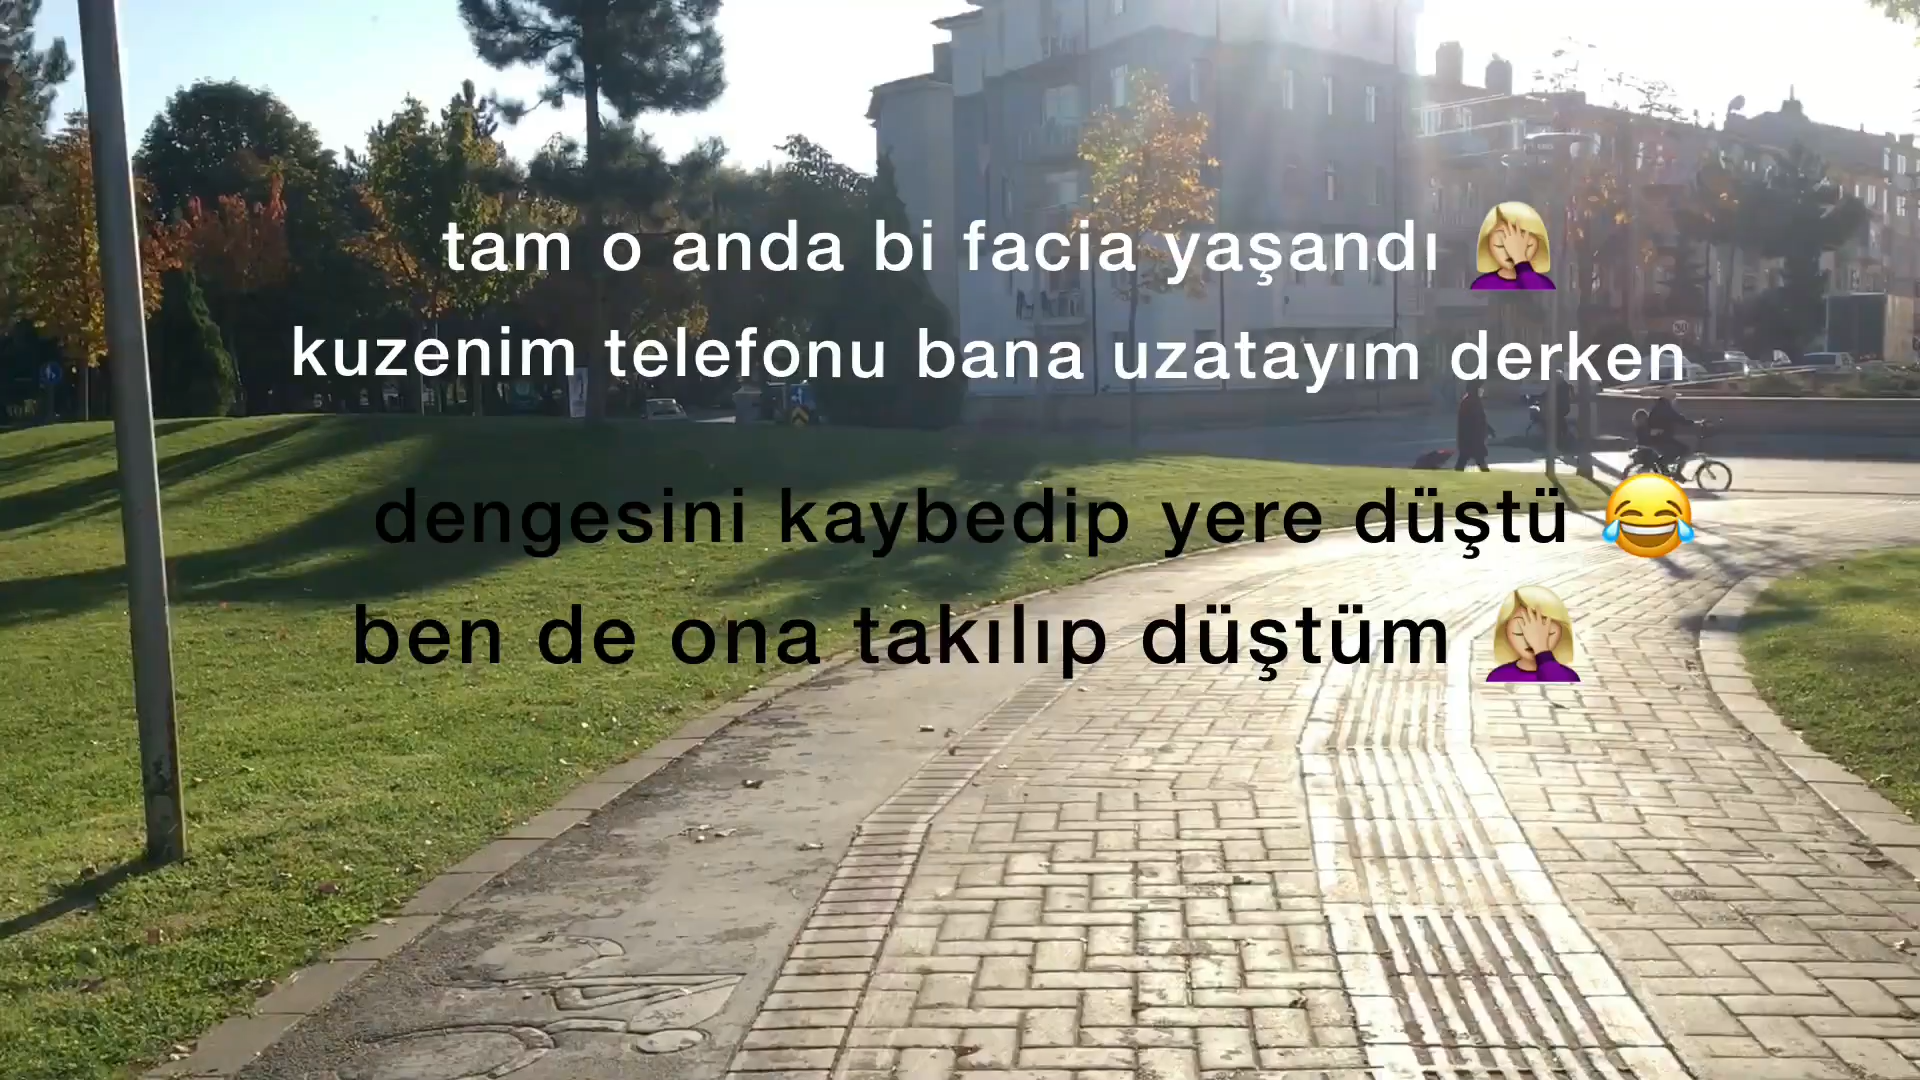 tam o anda bi facia yaşandı 🤦🏼‍♀️
kuzenim telefonu bana uzatayım derken
dengesini kaybedip yere düştü 😂
ben de ona takılıp düştüm 🤦🏼‍♀️